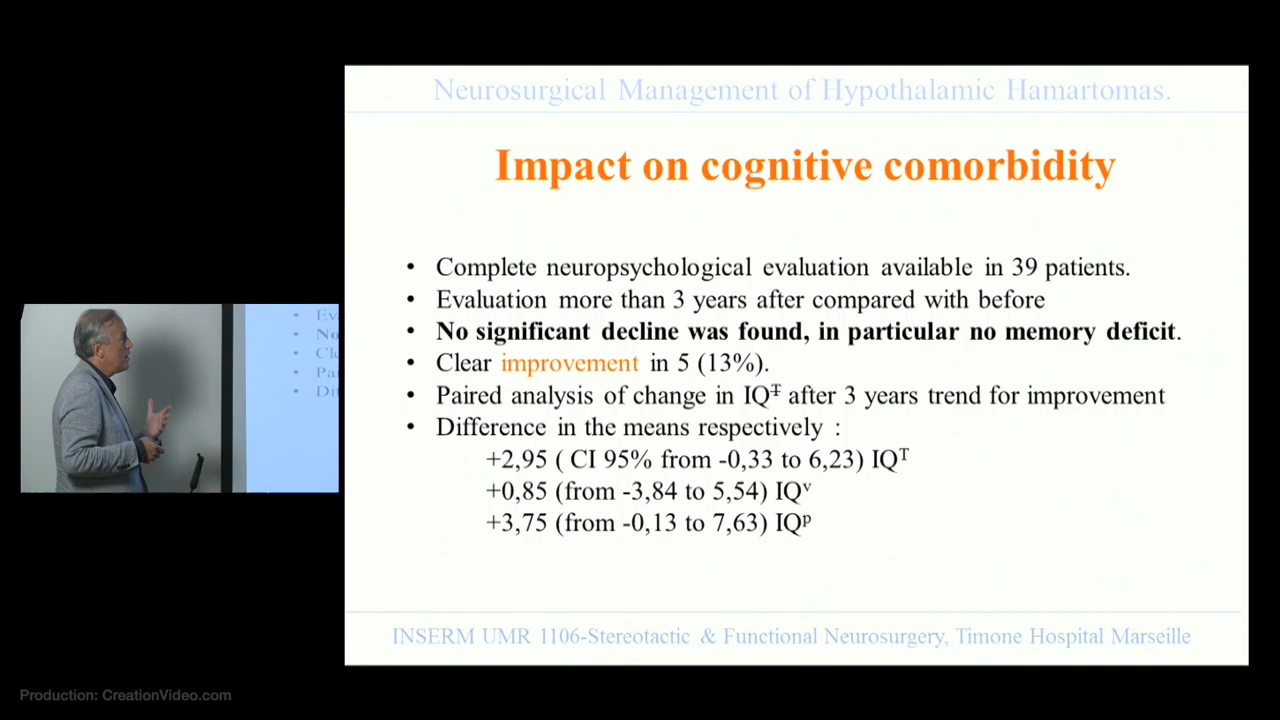 Neurosurgical Management of Hypothalamic Hamartomas.
Impact on cognitive comorbidity
• Complete neuropsychological evaluation available in 39 patients.
• Evaluation more than 3 years after compared with before
• No significant decline was found, in particular no memory deficit.
• Clear improvement in 5 (13%).
• Paired analysis of change in IQᵀ after 3 years trend for improvement
• Difference in the means respectively :
+2,95 ( CI 95% from -0,33 to 6,23) IQᵀ
+0,85 (from -3,84 to 5,54) IQᵛ
+3,75 (from -0,13 to 7,63) IQᵖ
INSERM UMR 1106-Stereotactic & Functional Neurosurgery, Timone Hospital Marseille
• Ev
• No
• Cl
• Pa
• Di
Production: CreationVideo.com